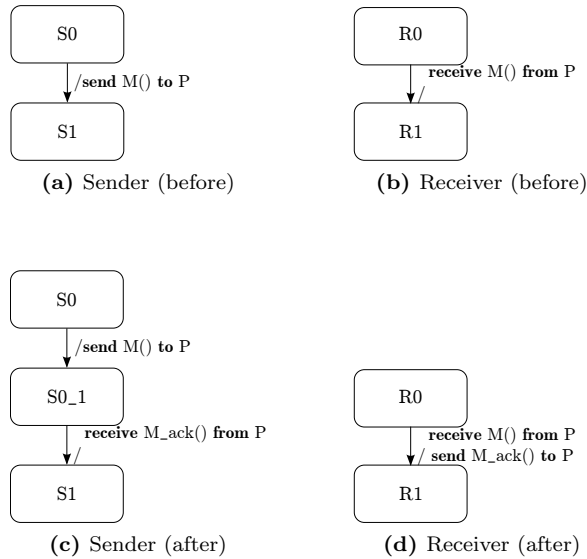 S0
/send M() to P
S1
(a) Sender (before)
R0
receive M() from P
/
R1
(b) Receiver (before)
S0
/send M() to P
S0_1
receive M_ack() from P
/
S1
(c) Sender (after)
R0
receive M() from P
/ send M_ack() to P
R1
(d) Receiver (after)